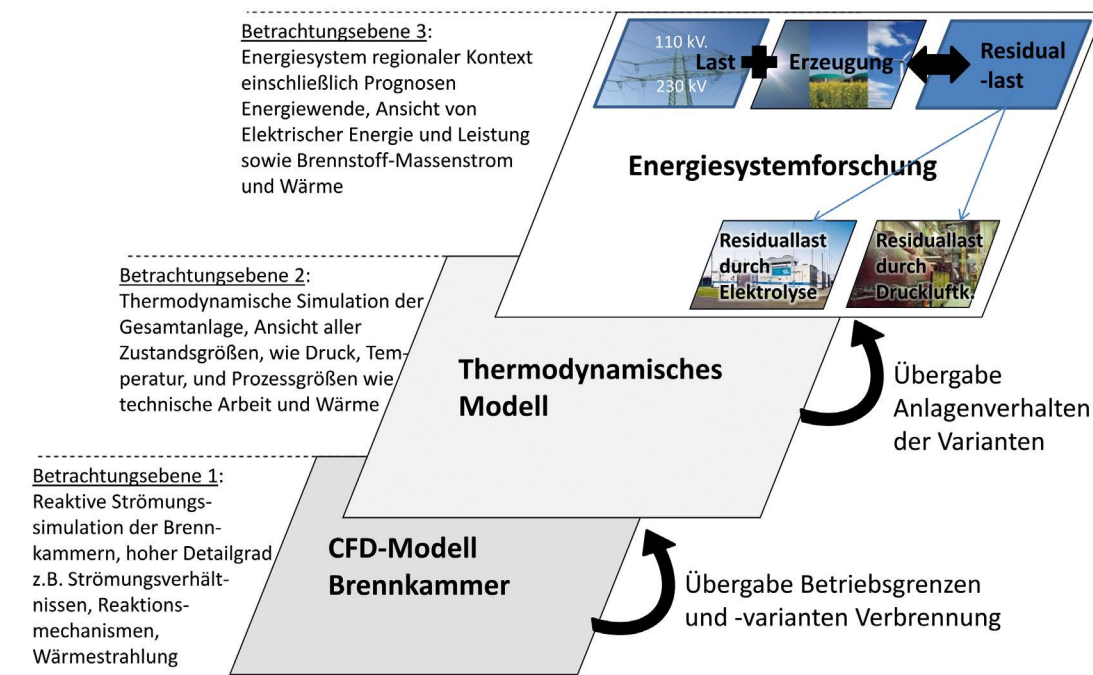 Betrachtungsebene 3:
Energiesystem regionaler Kontext
einschließlich Prognosen
Energiewende, Ansicht von
Elektrischer Energie und Leistung
sowie Brennstoff-Massenstrom
und Wärme
110 kV.
Last
230 kV
Erzeugung
Residual
-last
Energiesystemforschung
Residuallast
durch
Elektrolyse
Residuallast
durch
Druckluftk.
Betrachtungsebene 2:
Thermodynamische Simulation der
Gesamtanlage, Ansicht aller
Zustandsgrößen, wie Druck, Tem-
peratur, und Prozessgrößen wie
technische Arbeit und Wärme
Thermodynamisches
Modell
Übergabe
Anlagenverhalten
der Varianten
Betrachtungsebene 1:
Reaktive Strömungs-
simulation der Brenn-
kammern, hoher Detailgrad
z.B. Strömungsverhält-
nissen, Reaktions-
mechanismen,
Wärmestrahlung
CFD-Modell
Brennkammer
Übergabe Betriebsgrenzen
und -varianten Verbrennung